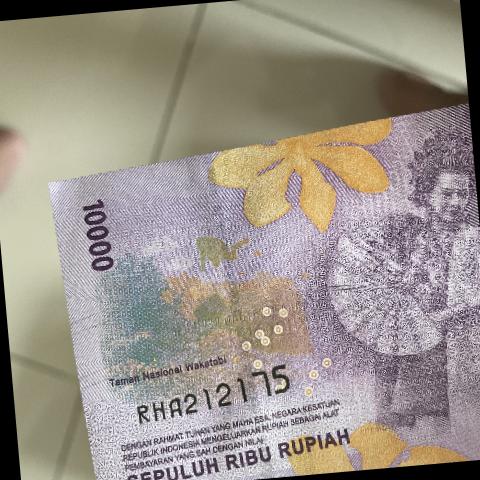 10000
Taman Nasional Wakatobi
RHA212175
DENGAN RAHMAT TUHAN YANG MAHA ESA, NEGARA KESATUAN
REPUBLIK INDONESIA MENGELUARKAN RUPIAH SEBAGAI ALAT
PEMBAYARAN YANG SAH DENGAN NILAI
SEPULUH RIBU RUPIAH